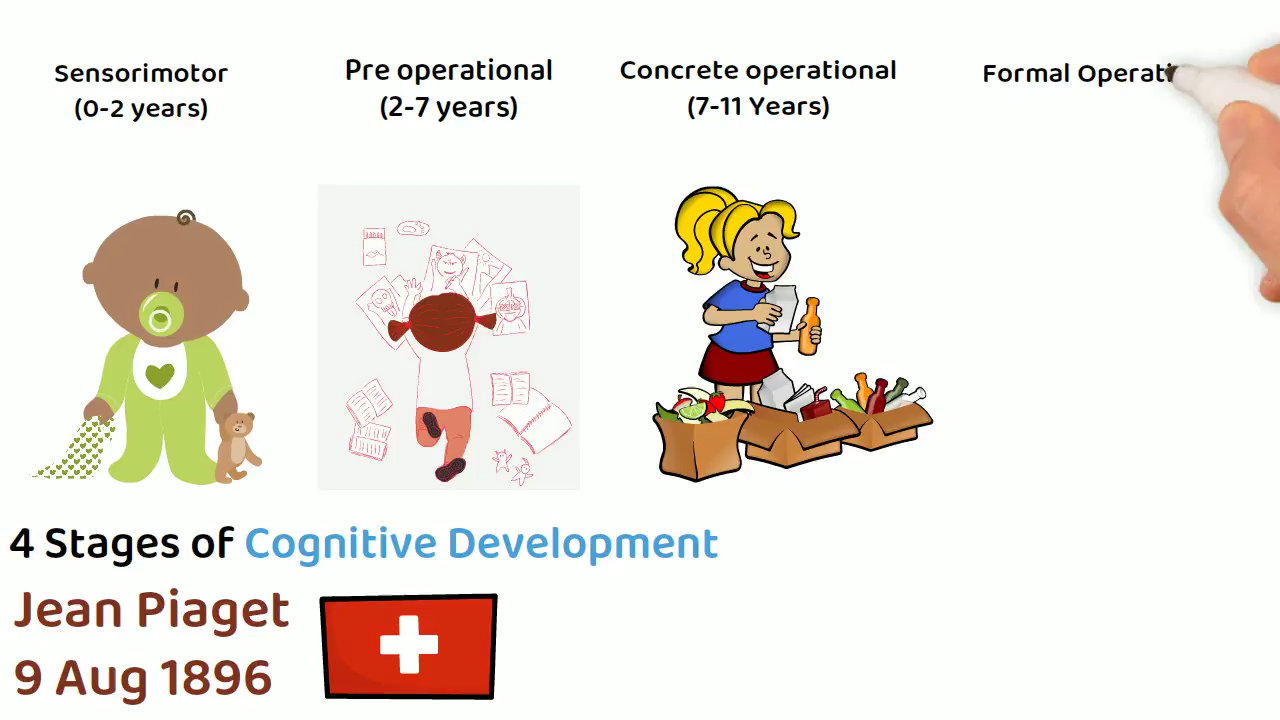 Sensorimotor
(0-2 years)
Pre operational
(2-7 years)
Concrete operational
(7-11 Years)
Formal Operati
4 Stages of Cognitive Development
Jean Piaget
9 Aug 1896